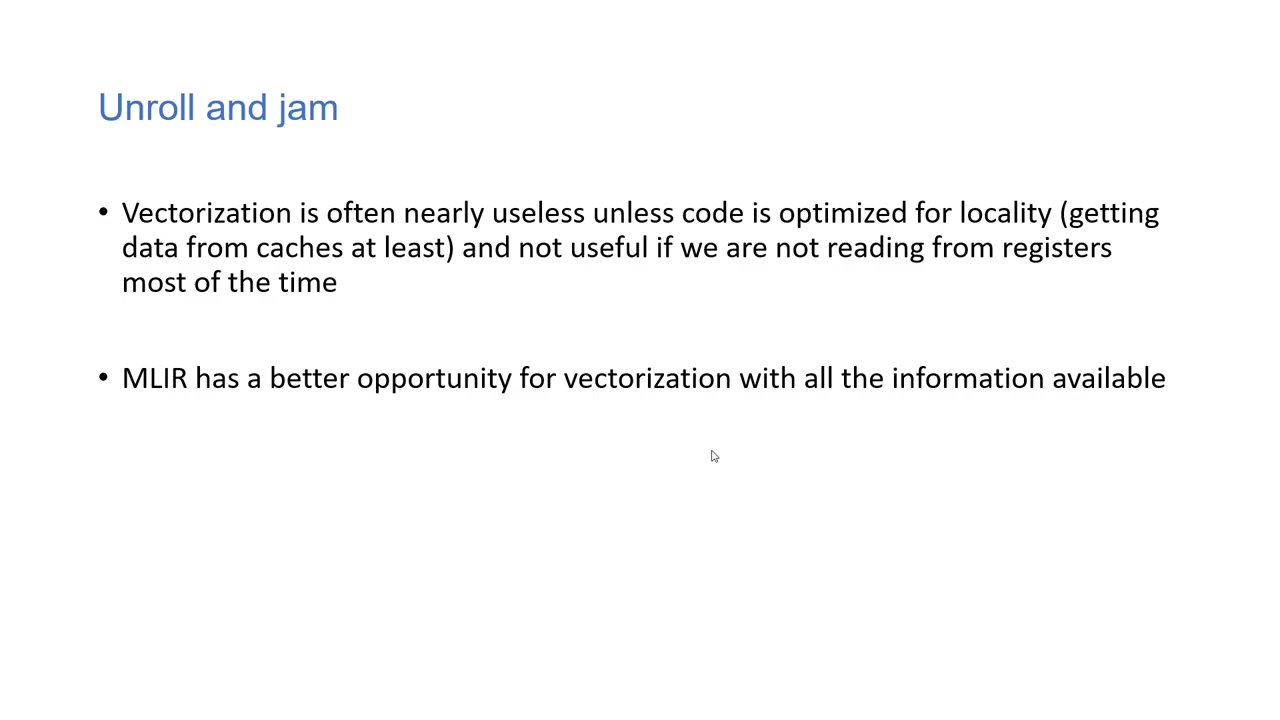 Unroll and jam
• Vectorization is often nearly useless unless code is optimized for locality (getting
data from caches at least) and not useful if we are not reading from registers
most of the time
• MLIR has a better opportunity for vectorization with all the information available